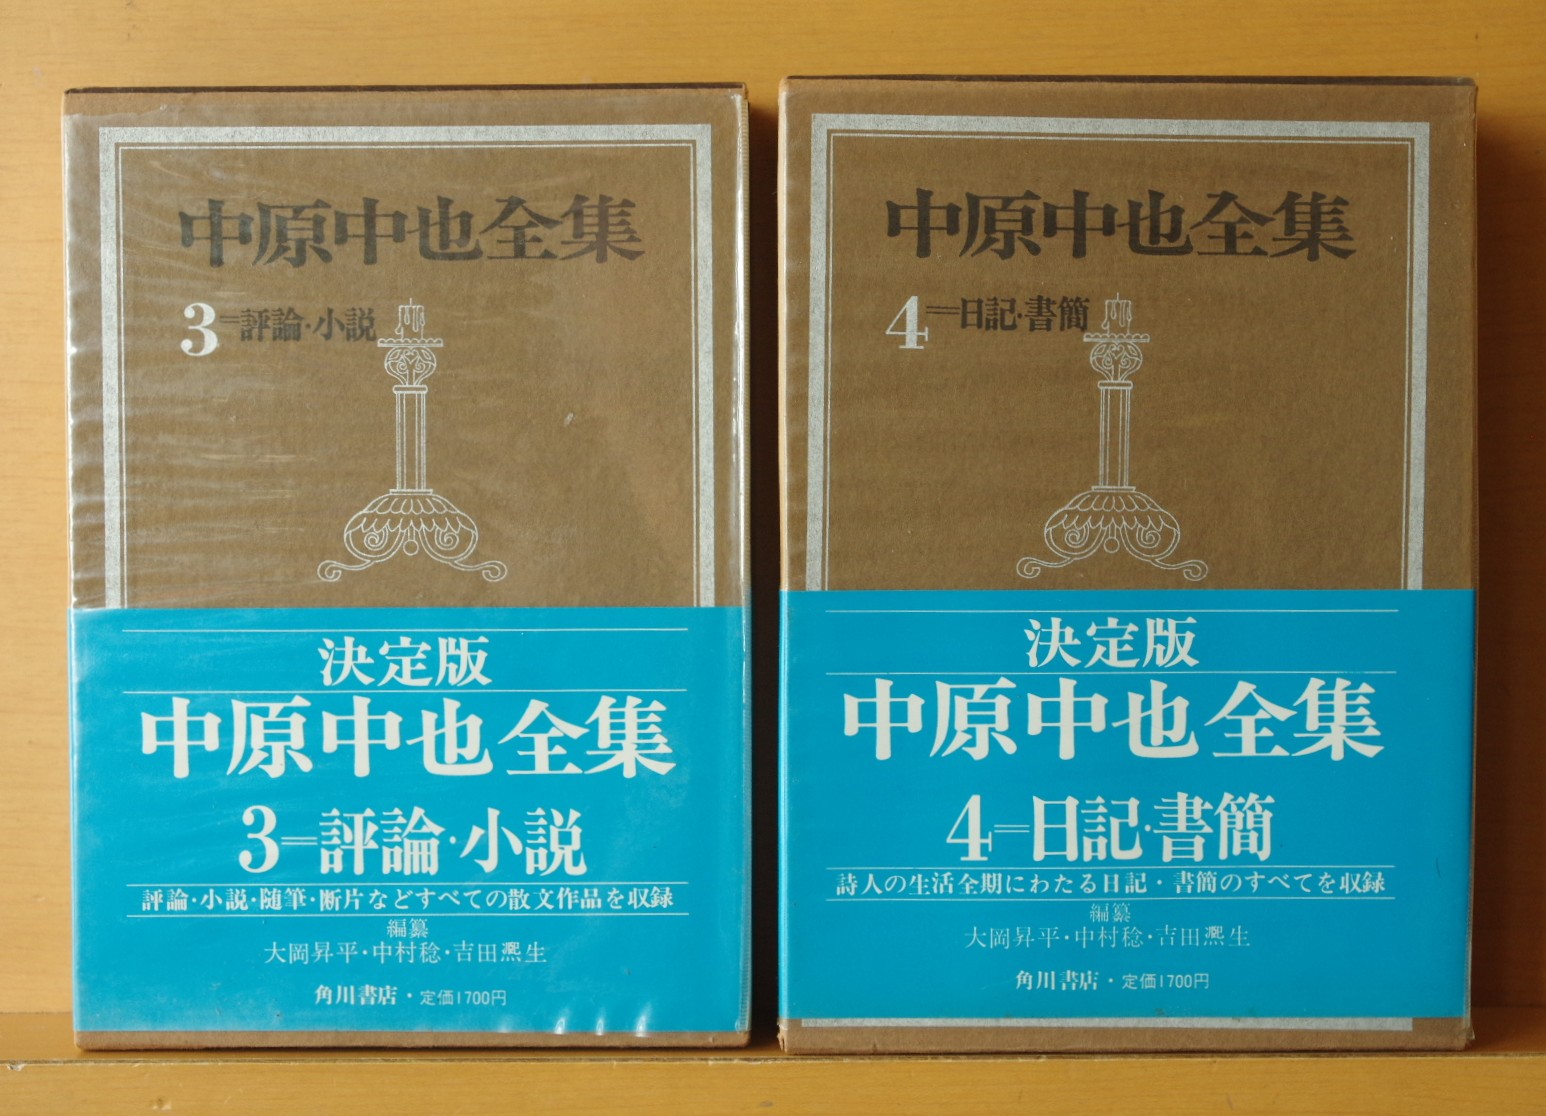 中原中也全集
3=評論・小説
決定版
中原中也全集
3=評論・小説
評論・小説・随筆・断片などすべての散文作品を収録
編纂
大岡昇平・中村稔・吉田凞生
角川書店・定価1700円
中原中也全集
4=日記・書簡
決定版
中原中也全集
4=日記・書簡
詩人の生活全期にわたる日記・書簡のすべてを収録
編纂
大岡昇平・中村稔・吉田凞生
角川書店・定価1700円